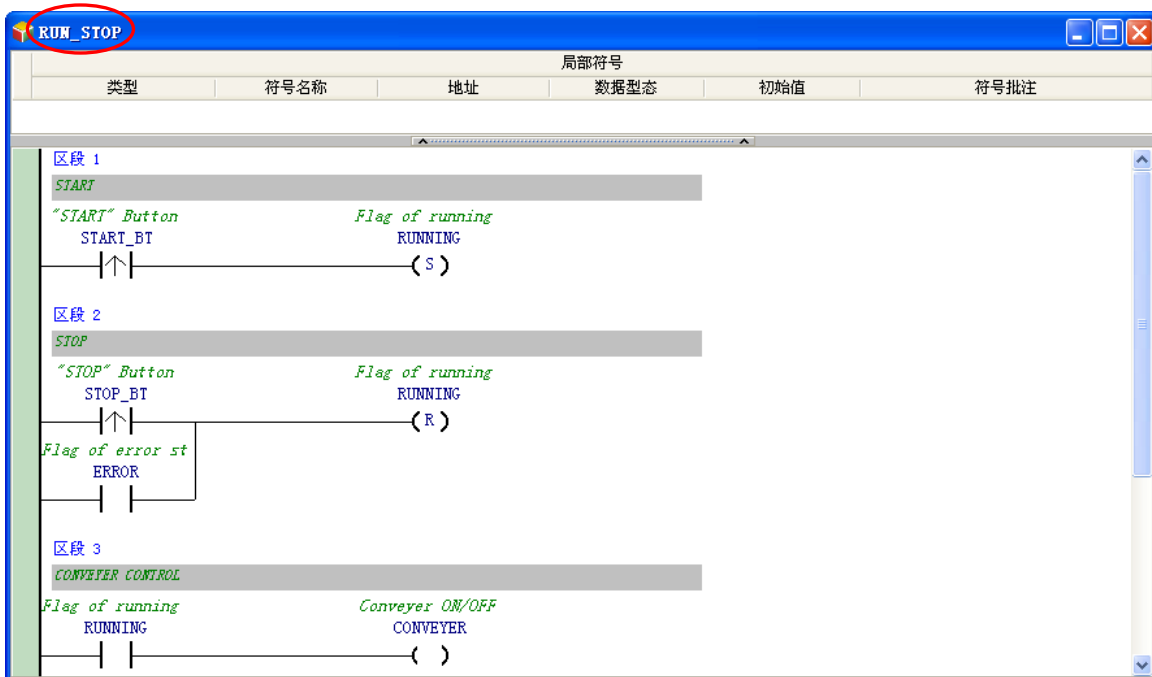 RUN_STOP
局部符号
类型 符号名称 地址 数据型态 初始值 符号批注
区段 1
START
"START" Button Flag of running
START_BT RUNNING
S
区段 2
STOP
"STOP" Button Flag of running
STOP_BT RUNNING
R
Flag of error st
ERROR
区段 3
CONVEYER CONTROL
Flag of running Conveyer ON/OFF
RUNNING CONVEYER